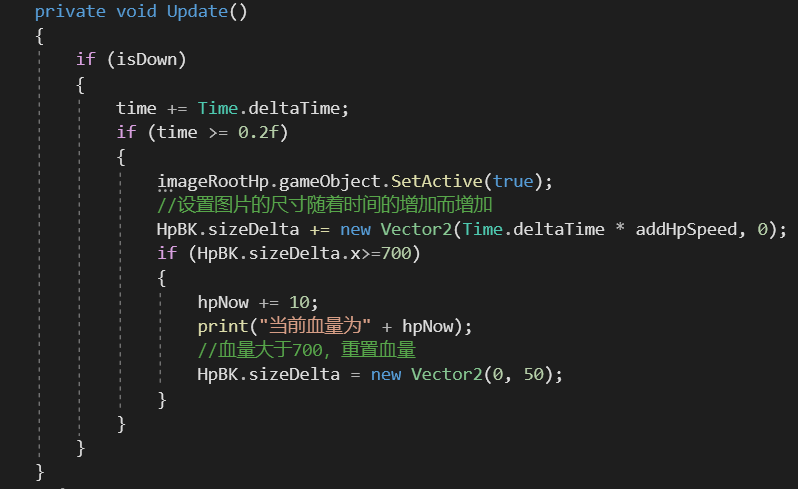 private void Update()
{
if (isDown)
{
time += Time.deltaTime;
if (time >= 0.2f)
{
imageRootHp.gameObject.SetActive(true);
//设置图片的尺寸随着时间的增加而增加
HpBK.sizeDelta += new Vector2(Time.deltaTime * addHpSpeed, 0);
if (HpBK.sizeDelta.x>=700)
{
hpNow += 10;
print("当前血量为" + hpNow);
//血量大于700，重置血量
HpBK.sizeDelta = new Vector2(0, 50);
}
}
}
}